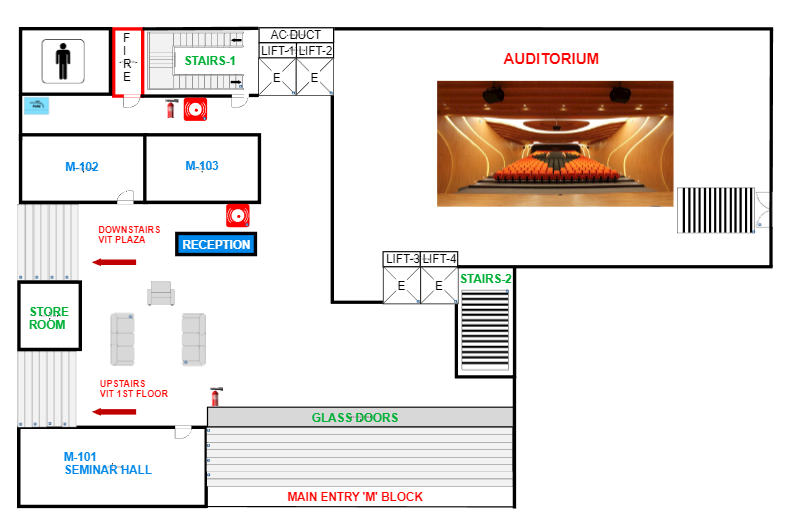 FIRE
STAIRS-1
AC DUCT
LIFT-1 LIFT-2
E E
AUDITORIUM
M-102
M-103
DOWNSTAIRS
VIT PLAZA
RECEPTION
LIFT-3 LIFT-4
E E
STAIRS-2
STORE
ROOM
UPSTAIRS
VIT 1ST FLOOR
GLASS DOORS
M-101
SEMINAR HALL
MAIN ENTRY 'M' BLOCK